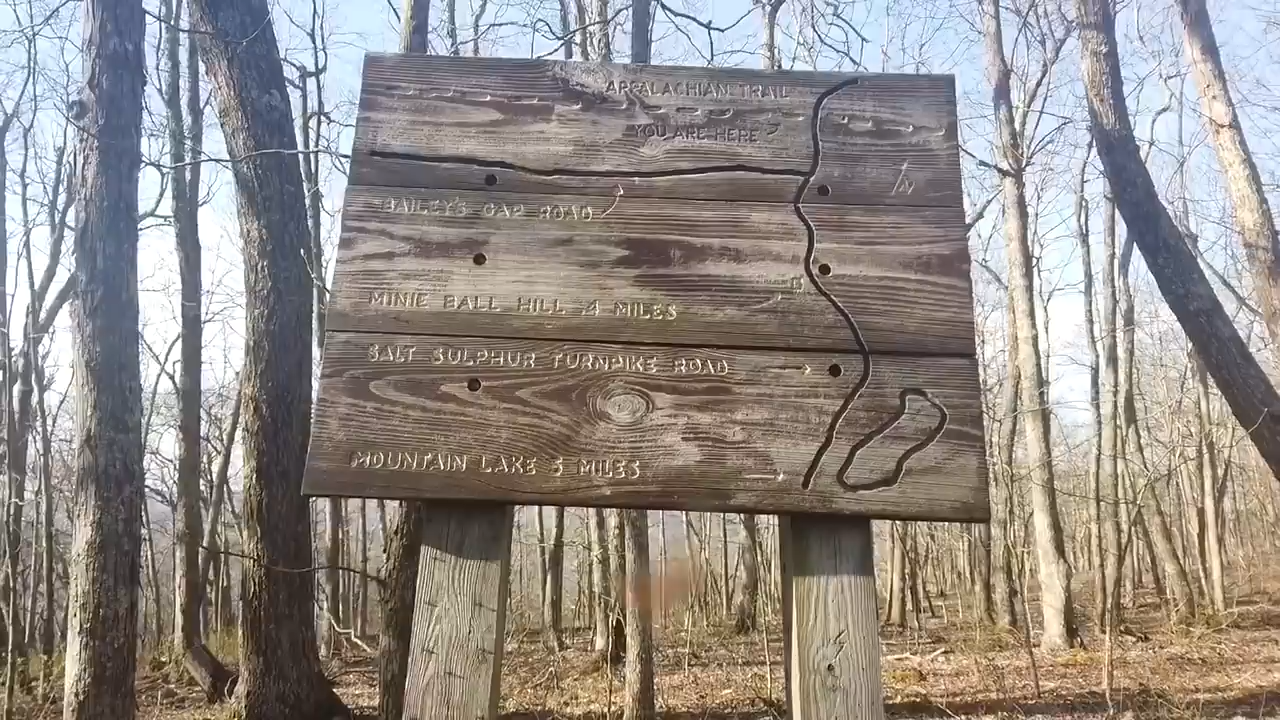 APPALACHIAN TRAIL
YOU ARE HERE
BAILEY'S GAP ROAD
MINIE BALL HILL .4 MILES
SALT SULPHUR TURNPIKE ROAD
MOUNTAIN LAKE 5 MILES